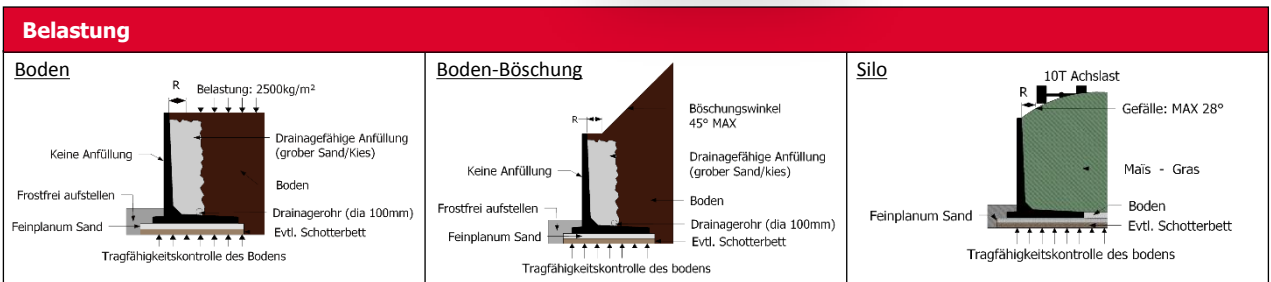 Belastung
Boden
R
Belastung: 2500kg/m²
Drainagefähige Anfüllung
(grober Sand/Kies)
Keine Anfüllung
Boden
Frostfrei aufstellen
Drainagerohr (dia 100mm)
Feinplanum Sand
Evtl. Schotterbett
Tragfähigkeitskontrolle des Bodens
Boden-Böschung
Böschungswinkel
45° MAX
R
Drainagefähige Anfüllung
(grober Sand/kies)
Keine Anfüllung
Boden
Frostfrei aufstellen
Drainagerohr (dia 100mm)
Feinplanum Sand
Evtl. Schotterbett
Tragfähigkeitskontrolle des bodens
Silo
10T Achslast
R
Gefälle: MAX 28°
Maïs - Gras
Boden
Feinplanum Sand
Evtl. Schotterbett
Tragfähigkeitskontrolle des bodens